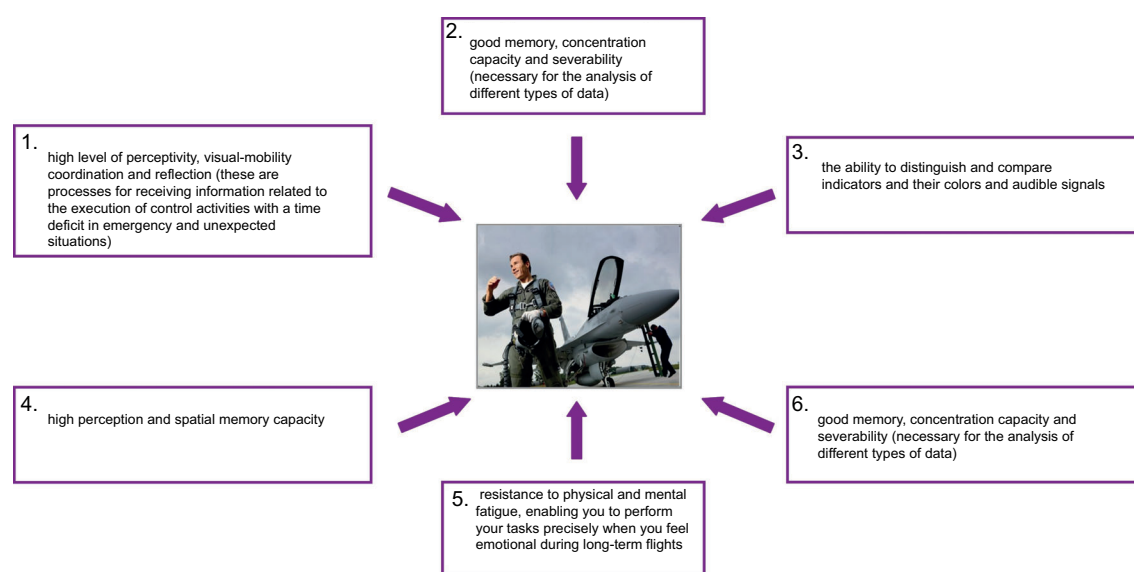 1.
high level of perceptivity, visual-mobility
coordination and reflection (these are
processes for receiving information related to
the execution of control activities with a time
deficit in emergency and unexpected
situations)
2.
good memory, concentration
capacity and severability
(necessary for the analysis of
different types of data)
3.
the ability to distinguish and compare
indicators and their colors and audible signals
4.
high perception and spatial memory capacity
5.
resistance to physical and mental
fatigue, enabling you to perform
your tasks precisely when you feel
emotional during long-term flights
6.
good memory, concentration capacity and
severability (necessary for the analysis of
different types of data)